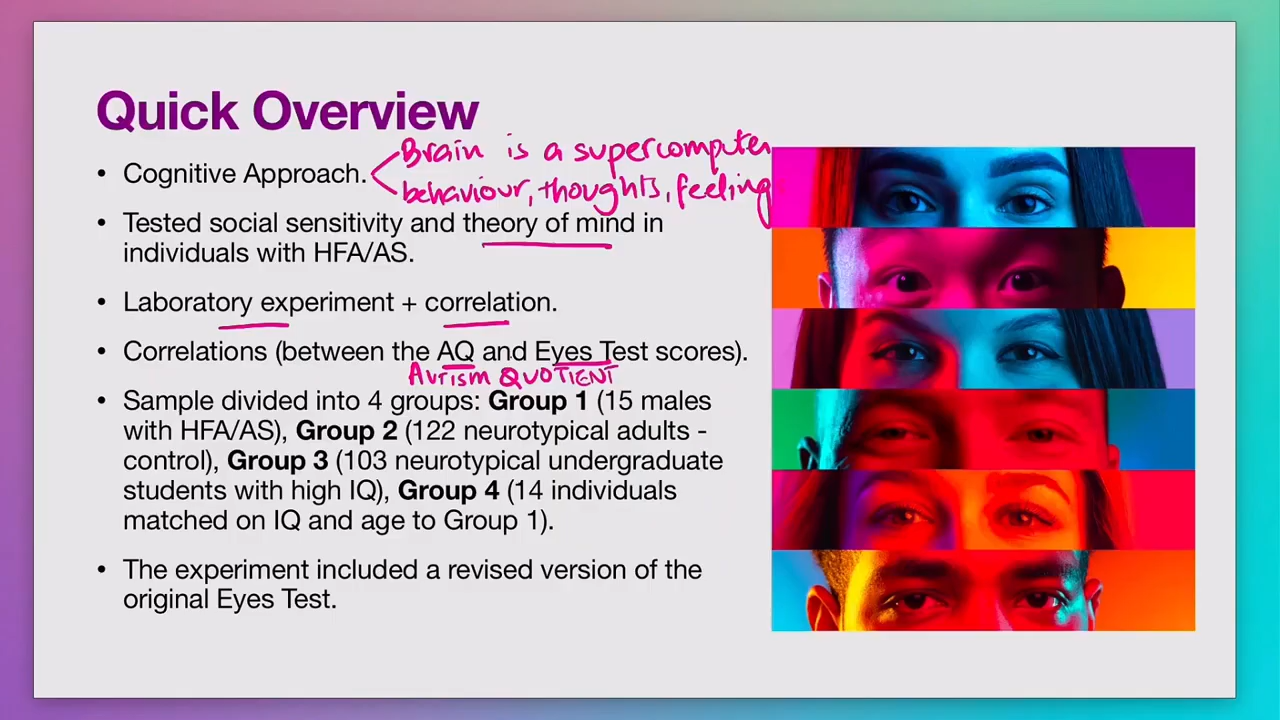 Quick Overview
Brain is a supercomputer
• Cognitive Approach.
behaviour, thoughts, feeling
• Tested social sensitivity and theory of mind in
individuals with HFA/AS.
• Laboratory experiment + correlation.
• Correlations (between the AQ and Eyes Test scores).
AUTISM QUOTIENT
• Sample divided into 4 groups: Group 1 (15 males
with HFA/AS), Group 2 (122 neurotypical adults -
control), Group 3 (103 neurotypical undergraduate
students with high IQ), Group 4 (14 individuals
matched on IQ and age to Group 1).
• The experiment included a revised version of the
original Eyes Test.